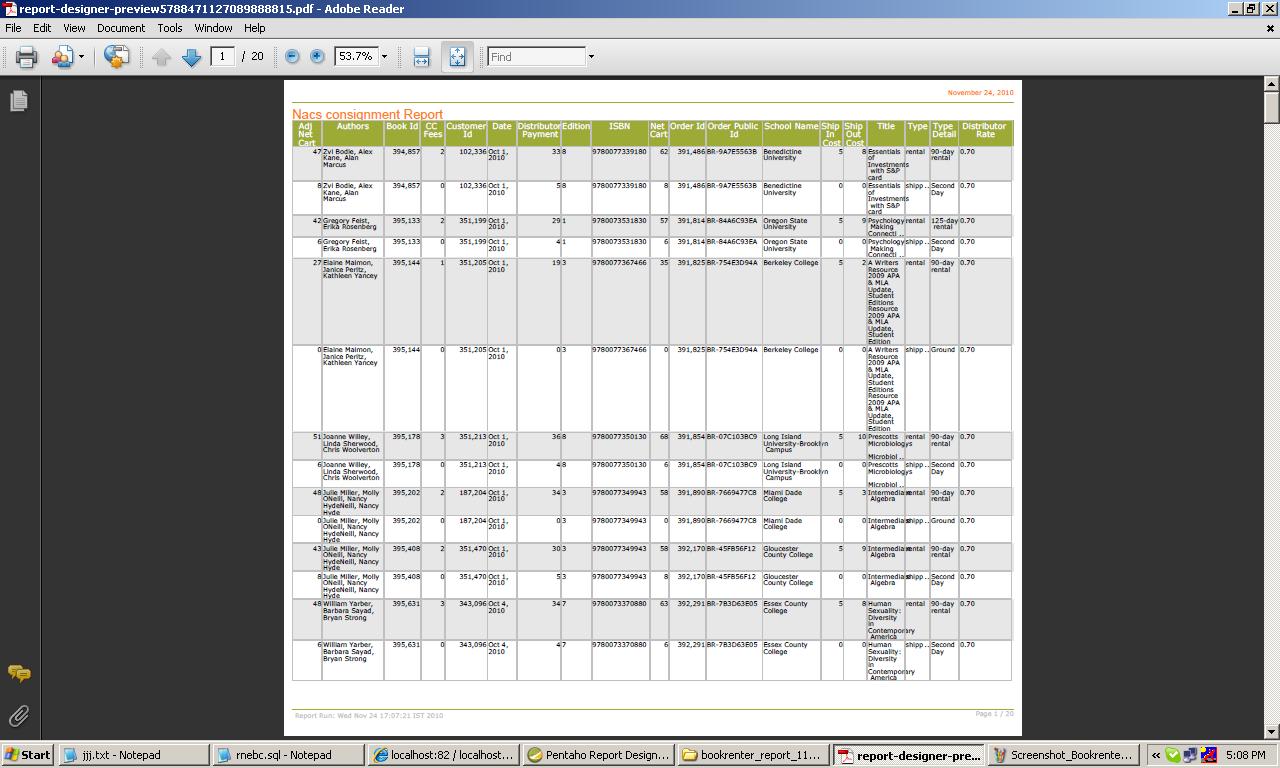 report-designer-preview5788471127089888815.pdf - Adobe Reader
File Edit View Document Tools Window Help
1 / 20 53.7% Find
November 24, 2010
Nacs consignment Report
Adj Net Cart Authors Book Id CC Fees Customer Id Date Distributor Payment Edition ISBN Net Cart Order Id Order Public Id School Name Ship In Cost Ship Out Cost Title Type Type Detail Distributor Rate
47 Zvi Bodie, Alex Kane, Alan Marcus 394,857 2 102,336 Oct 1, 2010 33 8 9780077339180 62 391,486 BR-9A7E5563B Benedictine University 5 8 Essentials of Investments with S&P card rental 90-day rental 0.70
8 Zvi Bodie, Alex Kane, Alan Marcus 394,857 0 102,336 Oct 1, 2010 5 8 9780077339180 8 391,486 BR-9A7E5563B Benedictine University 0 0 Essentials of Investments with S&P card shipp .. Second Day 0.70
42 Gregory Feist, Erika Rosenberg 395,133 2 351,199 Oct 1, 2010 29 1 9780073531830 57 391,814 BR-84A6C93EA Oregon State University 5 9 Psychology Making Connecti .. rental 125-day rental 0.70
6 Gregory Feist, Erika Rosenberg 395,133 0 351,199 Oct 1, 2010 4 1 9780073531830 6 391,814 BR-84A6C93EA Oregon State University 0 0 Psychology Making Connecti .. shipp .. Second Day 0.70
27 Elaine Maimon, Janice Peritz, Kathleen Yancey 395,144 1 351,205 Oct 1, 2010 19 3 9780077367466 35 391,825 BR-754E3D94A Berkeley College 5 2 A Writers Resource 2009 APA & MLA Update, Student Editions Resource 2009 APA & MLA Update, Student Edition rental 90-day rental 0.70
0 Elaine Maimon, Janice Peritz, Kathleen Yancey 395,144 0 351,205 Oct 1, 2010 0 3 9780077367466 0 391,825 BR-754E3D94A Berkeley College 0 0 A Writers Resource 2009 APA & MLA Update, Student Editions Resource 2009 APA & MLA Update, Student Edition shipp .. Ground 0.70
51 Joanne Willey, Linda Sherwood, Chris Woolverton 395,178 3 351,213 Oct 1, 2010 36 8 9780077350130 68 391,854 BR-07C103BC9 Long Island University-Brooklyn Campus 5 10 Prescotts Microbiology Microbiol .. rental 90-day rental 0.70
6 Joanne Willey, Linda Sherwood, Chris Woolverton 395,178 0 351,213 Oct 1, 2010 4 8 9780077350130 6 391,854 BR-07C103BC9 Long Island University-Brooklyn Campus 0 0 Prescotts Microbiology Microbiol .. shipp .. Second Day 0.70
48 Julie Miller, Molly ONeill, Nancy HydeNeill, Nancy Hyde 395,202 2 187,204 Oct 1, 2010 34 3 9780077349943 58 391,890 BR-7669477C8 Miami Dade College 5 3 Intermediate Algebra rental 90-day rental 0.70
0 Julie Miller, Molly ONeill, Nancy HydeNeill, Nancy Hyde 395,202 0 187,204 Oct 1, 2010 0 3 9780077349943 0 391,890 BR-7669477C8 Miami Dade College 0 0 Intermediate Algebra shipp .. Ground 0.70
43 Julie Miller, Molly ONeill, Nancy HydeNeill, Nancy Hyde 395,408 2 351,470 Oct 1, 2010 30 3 9780077349943 58 392,170 BR-45FB56F12 Gloucester County College 5 9 Intermediate Algebra rental 90-day rental 0.70
8 Julie Miller, Molly ONeill, Nancy HydeNeill, Nancy Hyde 395,408 0 351,470 Oct 1, 2010 5 3 9780077349943 8 392,170 BR-45FB56F12 Gloucester County College 0 0 Intermediate Algebra shipp .. Second Day 0.70
48 William Yarber, Barbara Sayad, Bryan Strong 395,631 3 343,096 Oct 4, 2010 34 7 9780073370880 63 392,291 BR-7B3D63E05 Essex County College 5 8 Human Sexuality: Diversity in Contemporary America rental 90-day rental 0.70
6 William Yarber, Barbara Sayad, Bryan Strong 395,631 0 343,096 Oct 4, 2010 4 7 9780073370880 6 392,291 BR-7B3D63E05 Essex County College 0 0 Human Sexuality: Diversity in Contemporary America shipp .. Second Day 0.70
Report Run: Wed Nov 24 17:07:21 IST 2010 Page 1 / 20
Start jjj.txt - Notepad rnebc.sql - Notepad localhost:82 / localhos... Pentaho Report Design... bookrenter_report_11... report-designer-pre... Screenshot_Bookrente... « 5:08 PM